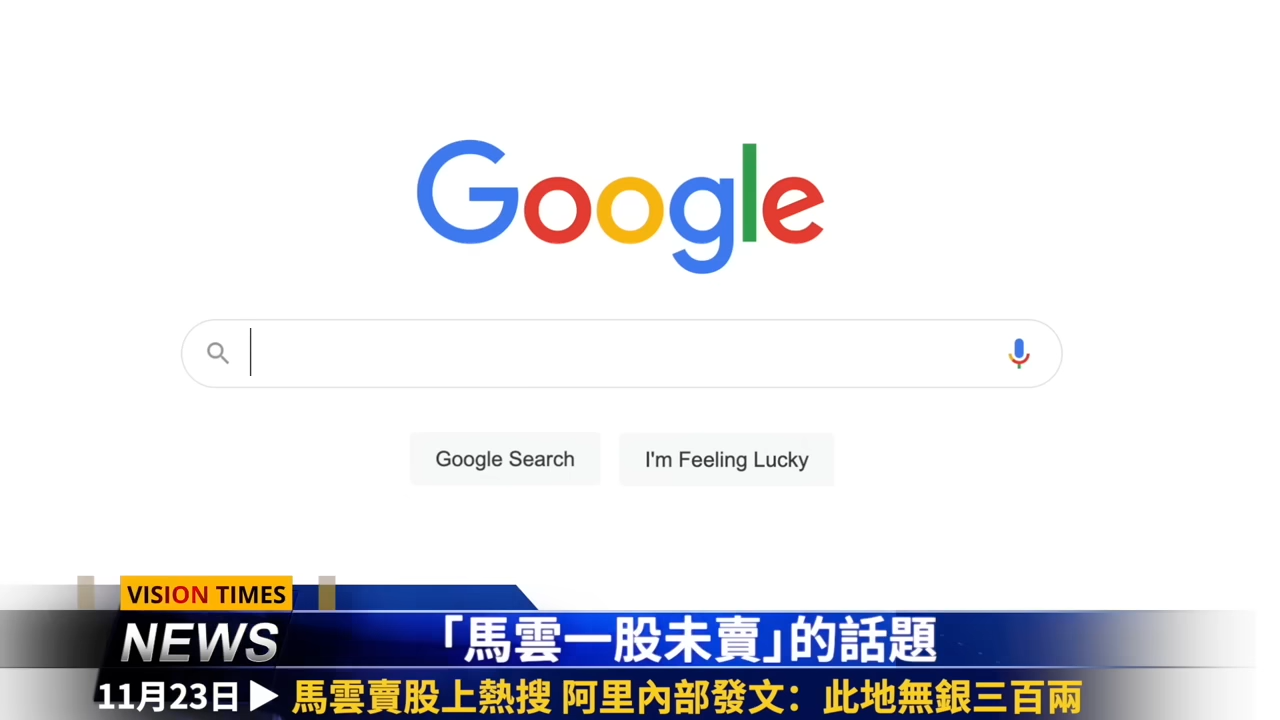 Google
Google Search
I'm Feeling Lucky
VISION TIMES
NEWS
「馬雲一股未賣」的話題
11月23日 ▶ 馬雲賣股上熱搜 阿里內部發文：此地無銀三百兩